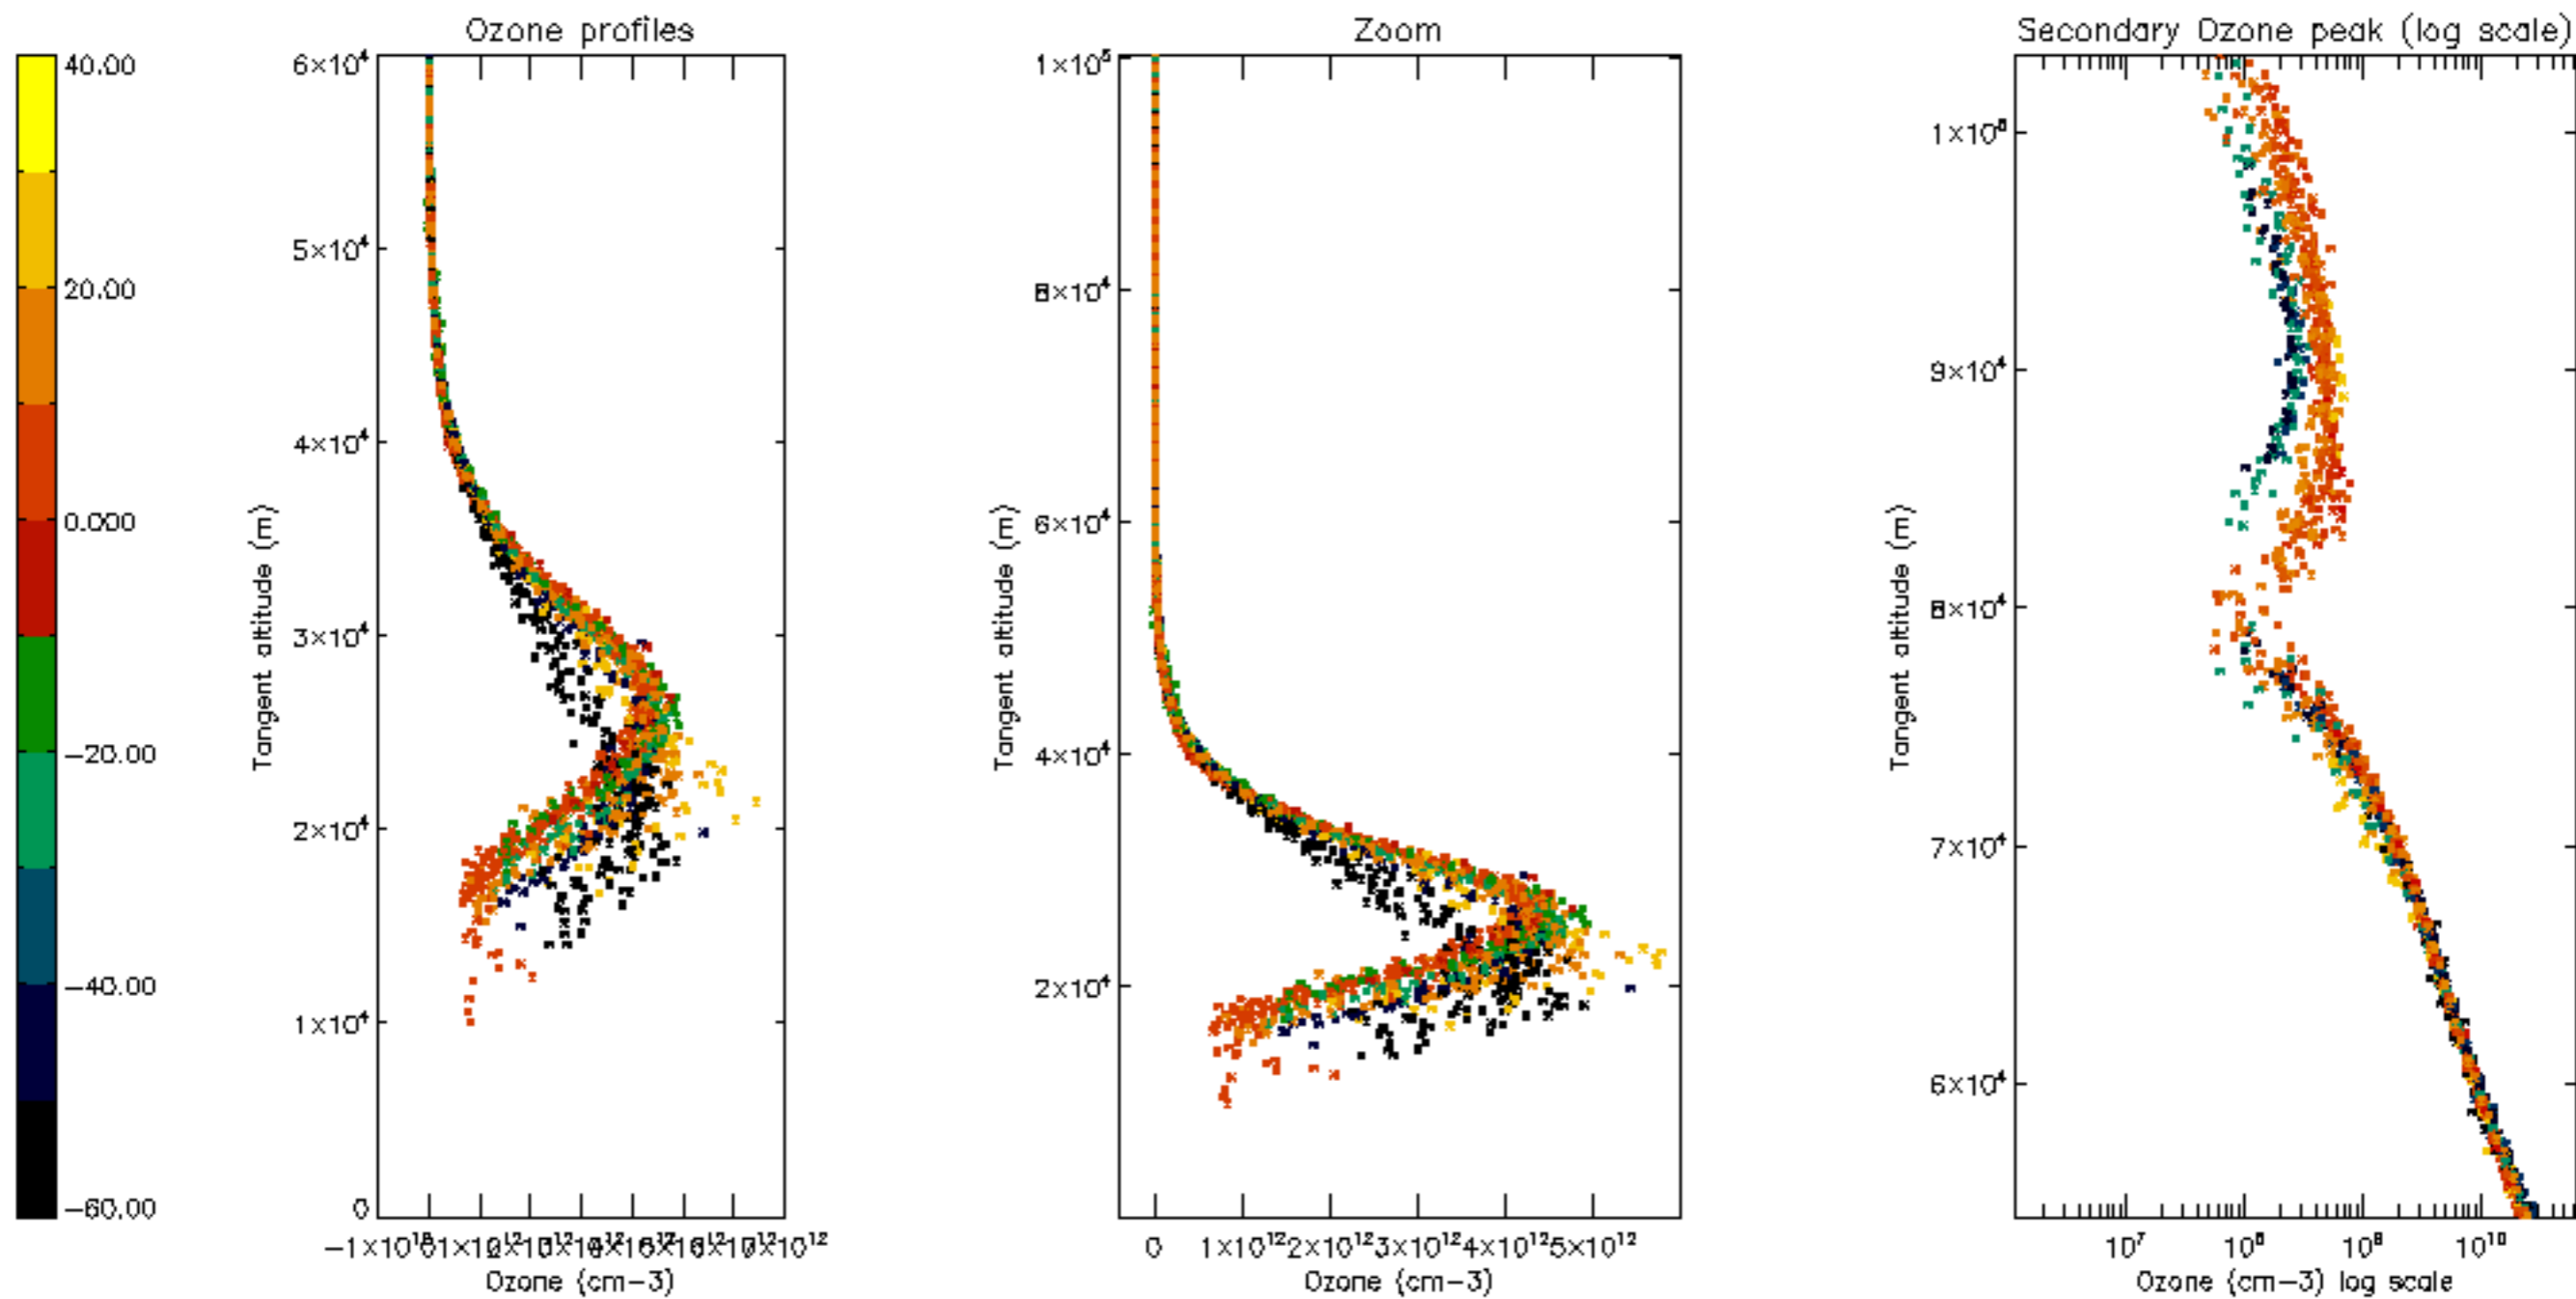 Ozone profiles
Zoom
Secondary Ozone peak (log scale)
40.00
20.00
0.000
−20.00
−40.00
−60.00
Tangent altitude (m)
6×10⁴
5×10⁴
4×10⁴
3×10⁴
2×10⁴
1×10⁴
0
Ozone (cm−3)
Tangent altitude (m)
1×10⁵
8×10⁴
6×10⁴
4×10⁴
2×10⁴
0 1×10¹² 2×10¹² 3×10¹² 4×10¹² 5×10¹²
Ozone (cm−3)
Tangent altitude (m)
9×10⁴
8×10⁴
7×10⁴
6×10⁴
10⁷ 10⁸ 10⁹ 10¹⁰
Ozone (cm−3) log scale